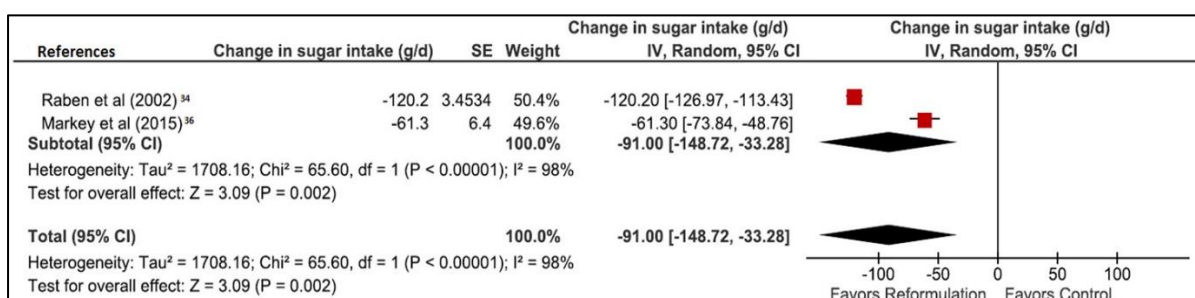 Change in sugar intake (g/d) Change in sugar intake (g/d)
References Change in sugar intake (g/d) SE Weight IV, Random, 95% CI IV, Random, 95% CI
Raben et al (2002) ³⁴ -120.2 3.4534 50.4% -120.20 [-126.97, -113.43]
Markey et al (2015)³⁶ -61.3 6.4 49.6% -61.30 [-73.84, -48.76]
Subtotal (95% CI) 100.0% -91.00 [-148.72, -33.28]
Heterogeneity: Tau² = 1708.16; Chi² = 65.60, df = 1 (P < 0.00001); I² = 98%
Test for overall effect: Z = 3.09 (P = 0.002)
Total (95% CI) 100.0% -91.00 [-148.72, -33.28]
Heterogeneity: Tau² = 1708.16; Chi² = 65.60, df = 1 (P < 0.00001); I² = 98%
-100 -50 0 50 100
Test for overall effect: Z = 3.09 (P = 0.002)
Favors Reformulation Favors Control